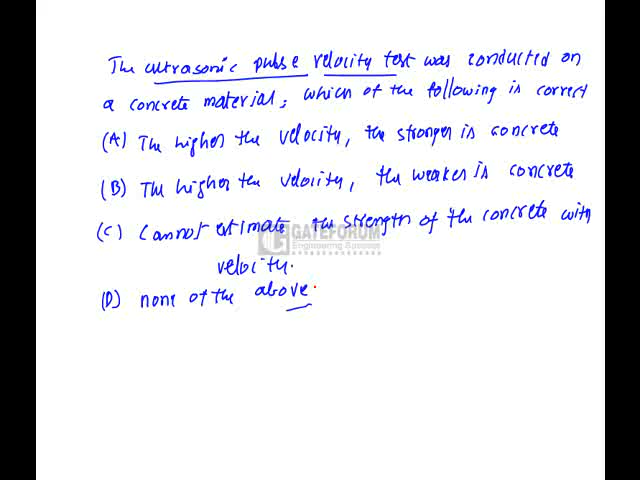 The ultrasonic pulse velocity test was conducted on
a concrete material; which of the following is correct
(A) The higher the velocity, the stronger is concrete
(B) The higher the velocity, the weaker is concrete
(C) Cannot estimate the strength of the concrete with
velocity.
(D) none of the above.
GATEFORUM
Engineering Success